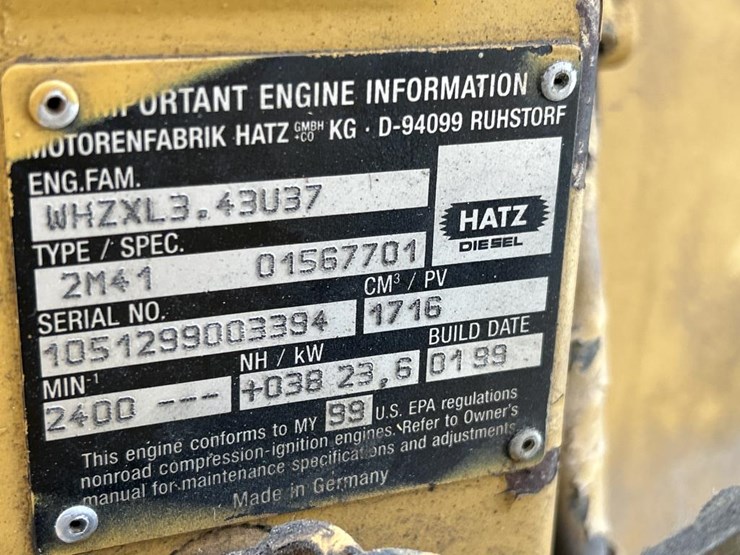 IMPORTANT ENGINE INFORMATION
MOTORENFABRIK HATZ GMBH +CO KG · D-94099 RUHSTORF
ENG.FAM.
WHZXL3.43U37
HATZ
DIESEL
TYPE / SPEC.
2M41 01567701
CM³ / PV
1716
SERIAL NO.
1051299003394
BUILD DATE
0199
MIN-1
2400 ---
NH / kW
+038 23,6
This engine conforms to MY 99 U.S. EPA regulations
nonroad compression-ignition engines. Refer to Owner's
manual for maintenance specifications and adjustments
Made in Germany